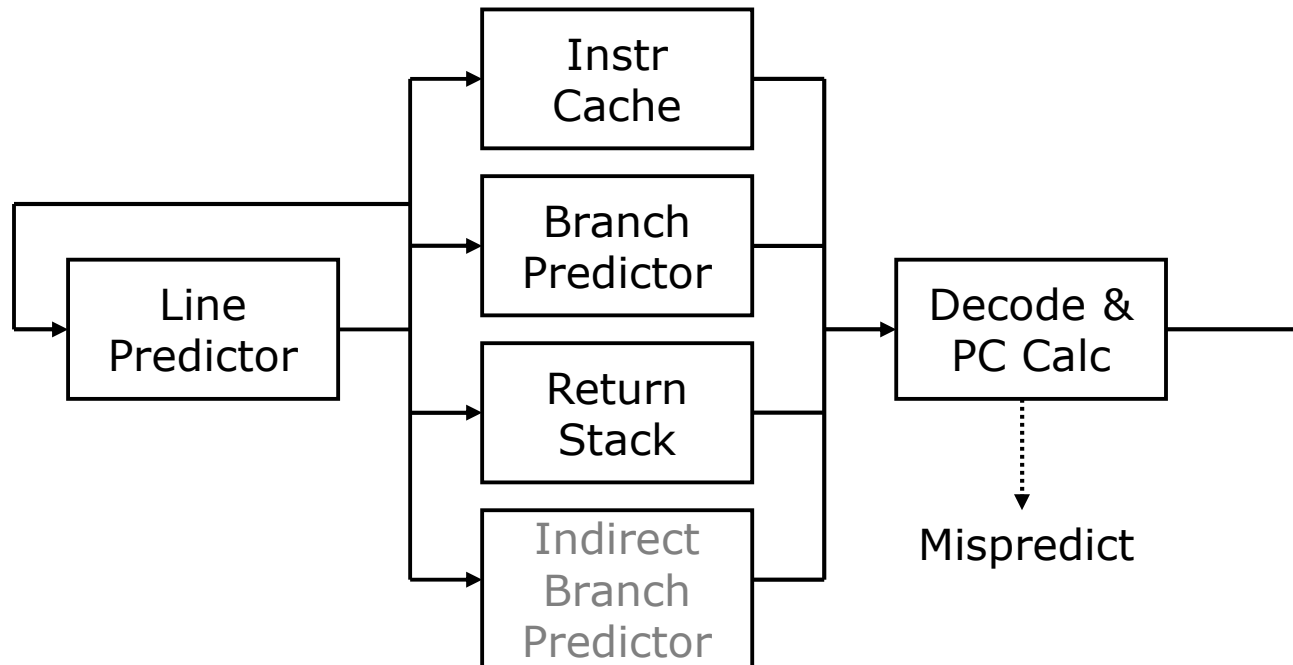 Instr
Cache
Branch
Predictor
Line
Predictor
Decode &
PC Calc
Return
Stack
Mispredict
Indirect
Branch
Predictor